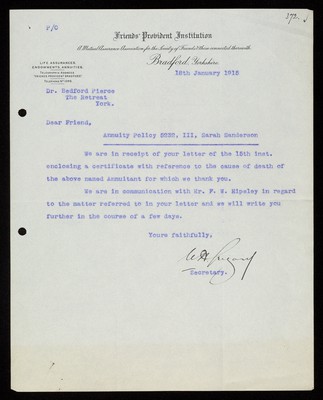 P/G
272.
Friends' Provident Institution
A Mutual Assurance Association, for the Society of Friends & those connected therewith.
Bradford, Yorkshire.
LIFE ASSURANCES
ENDOWMENTS, ANNUITIES.
TELEGRAPHIC ADDRESS
18th January 1918
Dr. Bedford Pierce
The Retreat
York.
Dear Friend,
Annuity Policy III, Sarah Sanderson
We are in receipt of your letter of the 15th inst.
enclosing a certificate with reference to the cause of death of
the above named Annuitant for which we thank you.
We are in communication with Mr. F. W. Ripsley in regard
to the matter referred to in your letter and we will write you
further in the course of a few days.
Yours faithfully,
Secretary.